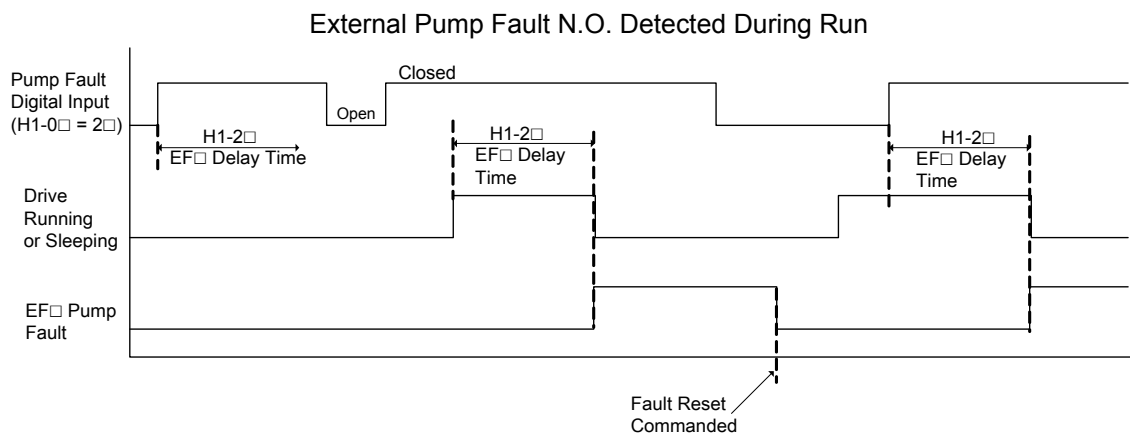 External Pump Fault N.O. Detected During Run
Pump Fault
Digital Input
(H1-0□ = 2□)
Closed
Open
H1-2□
EF□ Delay Time
H1-2□
EF□ Delay
Time
H1-2□
EF□ Delay
Time
Drive
Running
or Sleeping
EF□ Pump
Fault
Fault Reset
Commanded